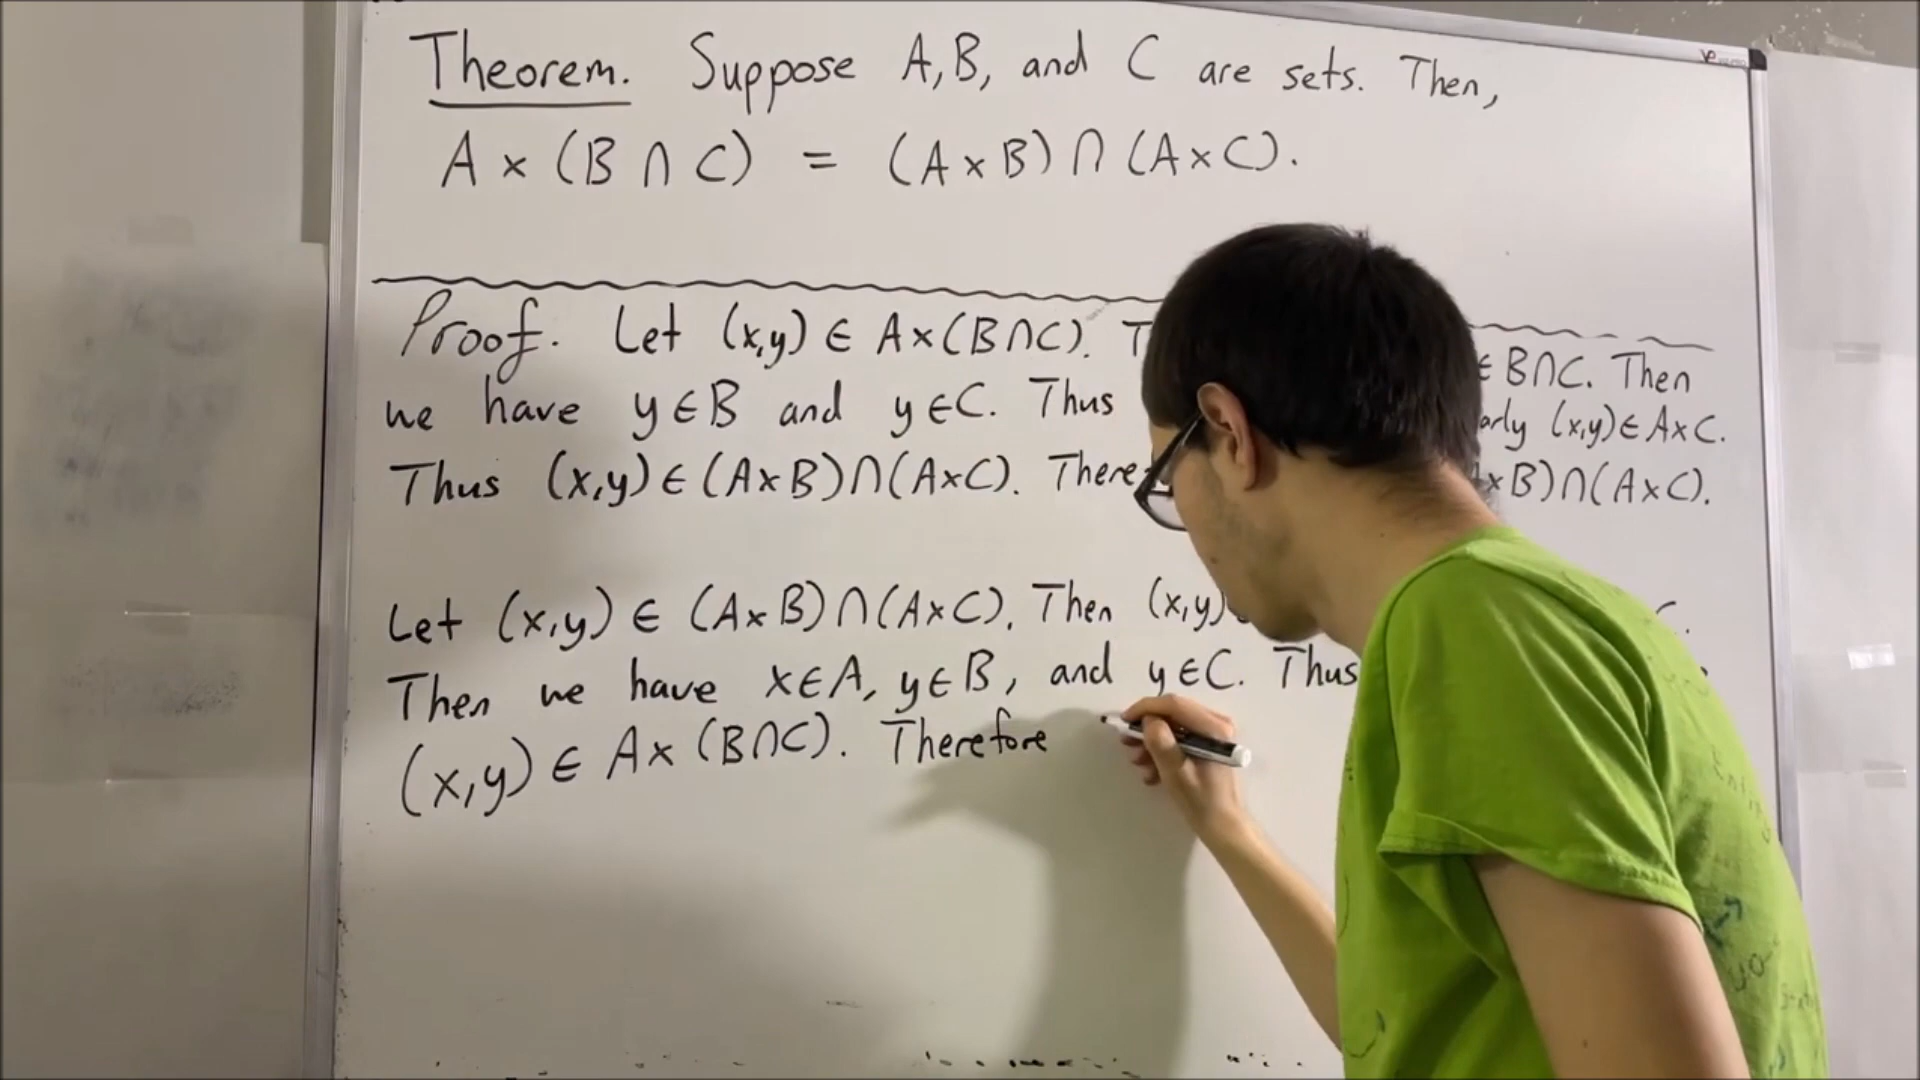 Theorem. Suppose A, B, and C are sets. Then,
A × (B ∩ C) = (A × B) ∩ (A × C).
Proof. Let (x,y) ∈ A×(B∩C). ∈ B∩C. Then
we have y∈B and y∈C. Thus (x,y)∈A×C.
Thus (x,y) ∈ (A×B)∩(A×C). ×B)∩(A×C).
Let (x,y) ∈ (A×B)∩(A×C). Then (x,y)
Then we have x∈A, y∈B, and y∈C. Thus
(x,y) ∈ A×(B∩C). Therefore